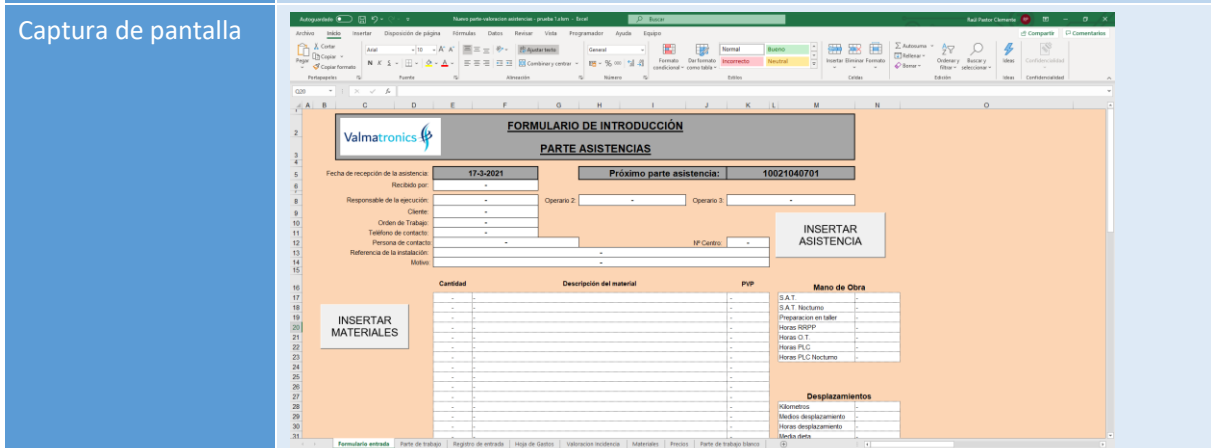 Captura de pantalla
Autoguardado
Nuevo parte-valoracion asistencias - prueba 1.xlsm - Excel
Buscar
Raúl Pastor Clemente
Archivo Inicio Insertar Disposición de página Fórmulas Datos Revisar Vista Programador Ayuda Equipo
Compartir Comentarios
Pegar
Cortar
Copiar
Copiar formato
Arial 10
N K S
Ajustar texto
Combinar y centrar
General
Formato condicional
Dar formato como tabla
Normal Bueno
Incorrecto Neutral
Insertar Eliminar Formato
Autosuma
Rellenar
Borrar
Ordenar y filtrar
Buscar y seleccionar
Ideas
Confidencialidad
Portapapeles Fuente Alineación Número Estilos Celdas Edición Ideas Confidencialidad
Q20
A B C D E F G H I J K L M N O
Valmatronics
FORMULARIO DE INTRODUCCIÓN
PARTE ASISTENCIAS
Fecha de recepción de la asistencia: 17-3-2021 Próximo parte asistencia: 10021040701
Recibido por: -
Responsable de la ejecución: - Operario 2: - Operario 3: -
Cliente: -
Orden de Trabajo: -
Teléfono de contacto: -
Persona de contacto: - Nº Centro: -
Referencia de la instalación: -
Motivo: -
INSERTAR ASISTENCIA
Cantidad Descripción del material PVP
INSERTAR MATERIALES
Mano de Obra
S.A.T. -
S.A.T. Nocturno -
Preparacion en taller -
Horas RRPP -
Horas O.T. -
Horas PLC -
Horas PLC Nocturno -
Desplazamientos
Kilometros -
Medios desplazamiento -
Horas desplazamiento -
Media dieta -
Formulario entrada Parte de trabajo Registro de entrada Hoja de Gastos Valoracion Incidencia Materiales Precios Parte de trabajo blanco